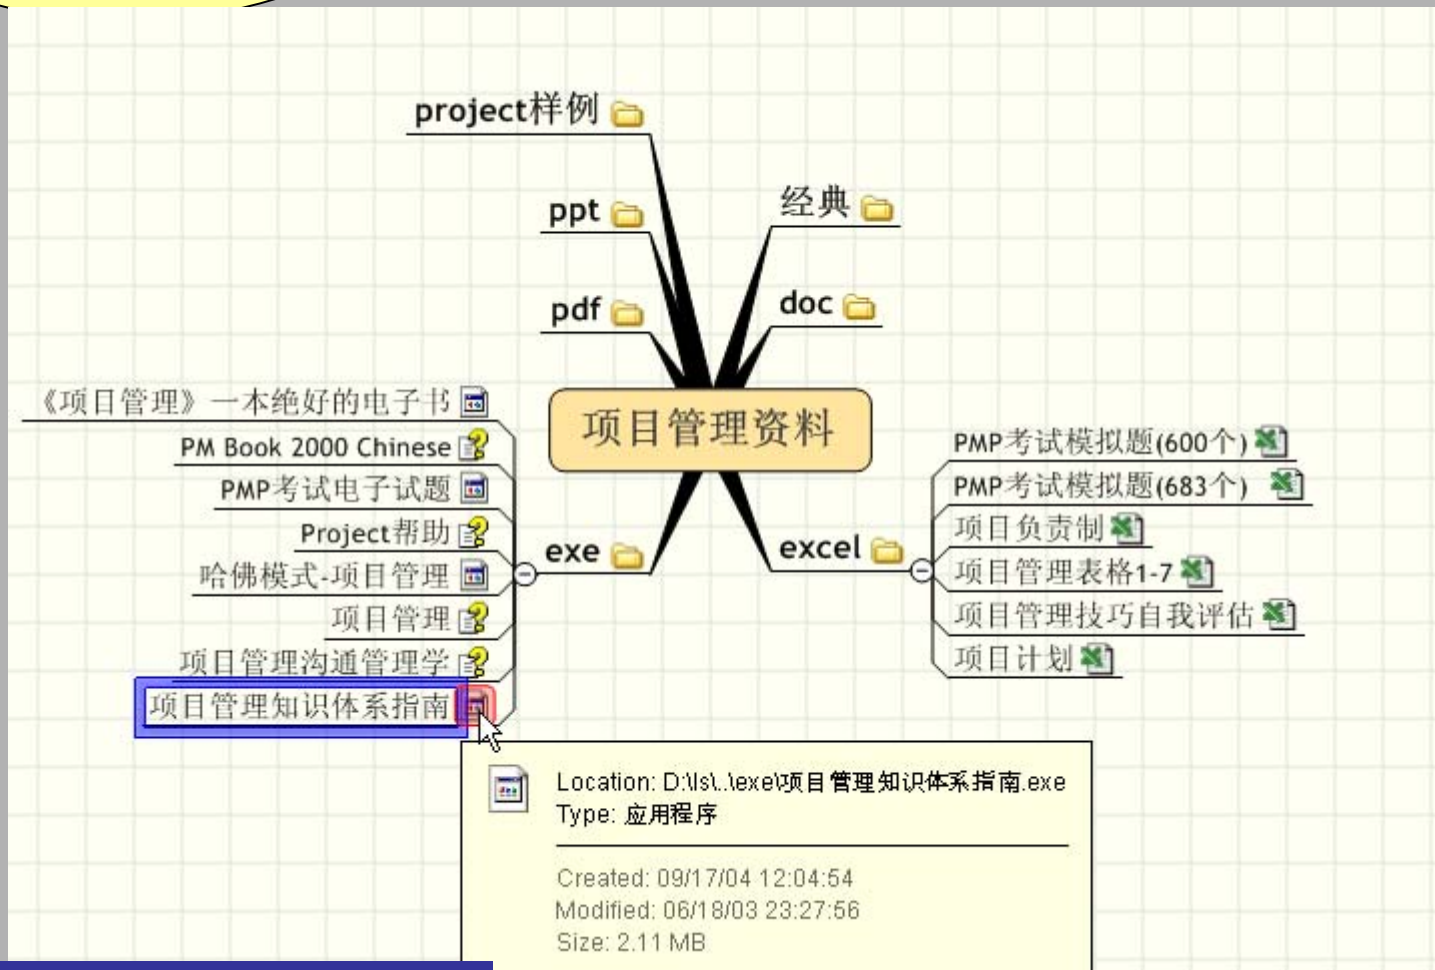 project样例
ppt
经典
pdf
doc
项目管理资料
《项目管理》一本绝好的电子书
PM Book 2000 Chinese
PMP考试电子试题
Project帮助
exe
哈佛模式-项目管理
项目管理
项目管理沟通管理学
项目管理知识体系指南
excel
PMP考试模拟题(600个)
PMP考试模拟题(683个)
项目负责制
项目管理表格1-7
项目管理技巧自我评估
项目计划
Location: D:\ls\..\exe\项目管理知识体系指南.exe
Type: 应用程序
Created: 09/17/04 12:04:54
Modified: 06/18/03 23:27:56
Size: 2.11 MB